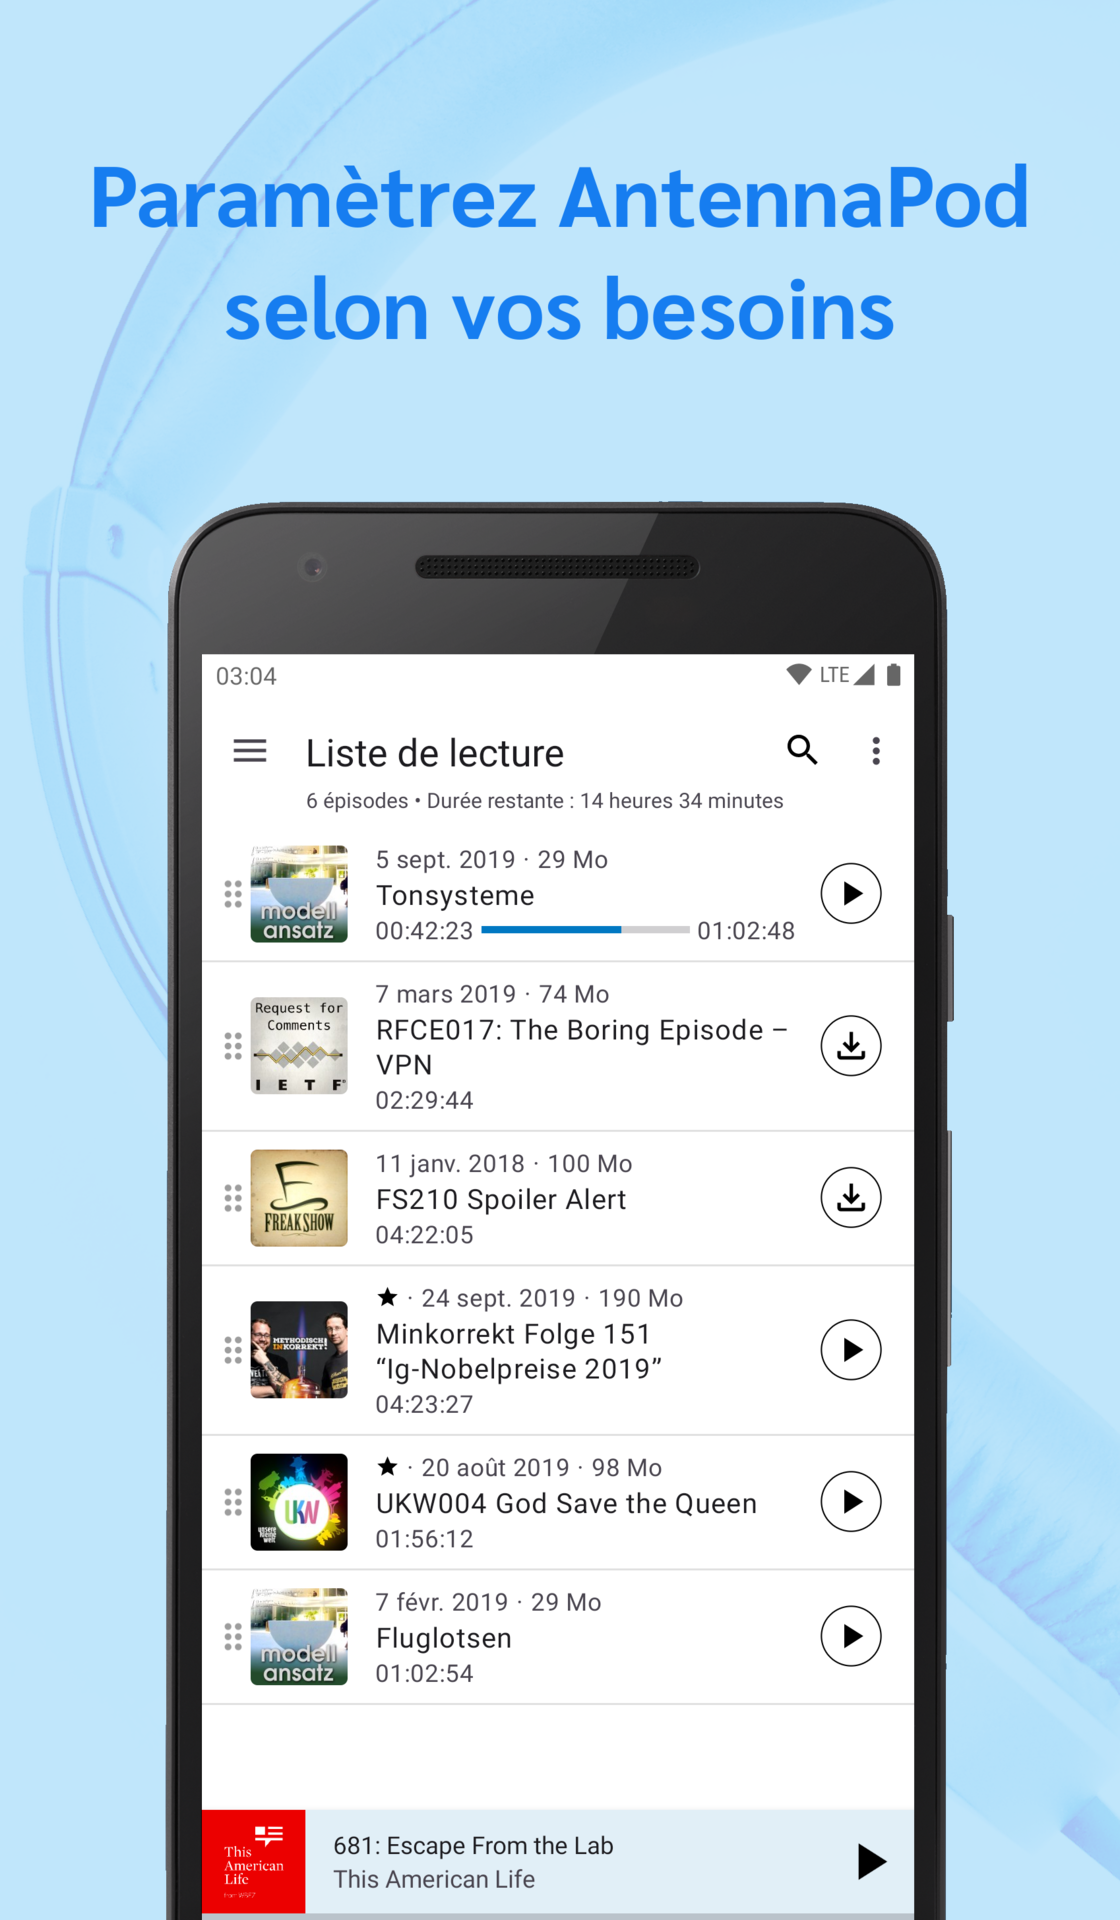 Paramètrez AntennaPod
selon vos besoins
03:04
LTE
Liste de lecture
6 épisodes • Durée restante : 14 heures 34 minutes
modell
ansatz
5 sept. 2019 · 29 Mo
Tonsysteme
00:42:23
01:02:48
Request for
Comments
I E T F
7 mars 2019 · 74 Mo
RFCE017: The Boring Episode –
VPN
02:29:44
FREAK SHOW
11 janv. 2018 · 100 Mo
FS210 Spoiler Alert
04:22:05
METHODISCH
INKORREKT!
★ · 24 sept. 2019 · 190 Mo
Minkorrekt Folge 151
“Ig-Nobelpreise 2019”
04:23:27
UKW
unsere
kleine
welt
★ · 20 août 2019 · 98 Mo
UKW004 God Save the Queen
01:56:12
modell
ansatz
7 févr. 2019 · 29 Mo
Fluglotsen
01:02:54
This
American
Life
681: Escape From the Lab
This American Life